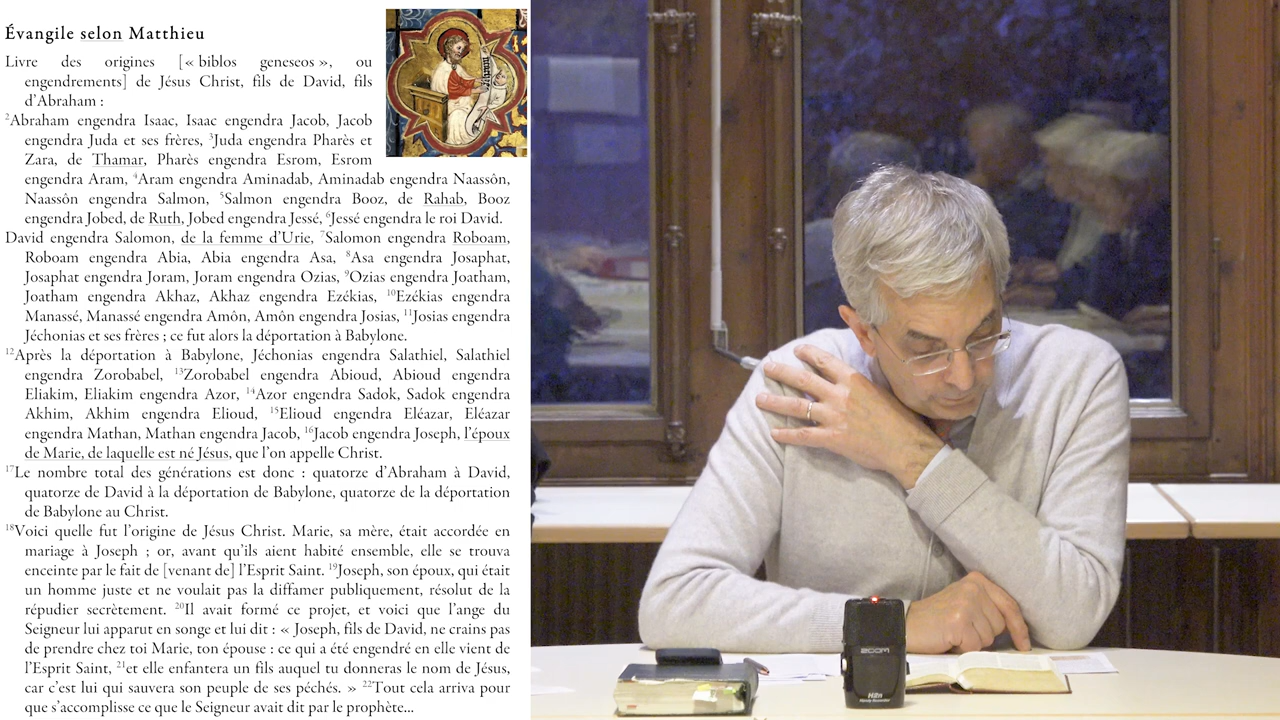 Évangile selon Matthieu
Livre des origines [« biblos geneseos », ou
engendrements] de Jésus Christ, fils de David, fils
d'Abraham :
²Abraham engendra Isaac, Isaac engendra Jacob, Jacob
engendra Juda et ses frères, ³Juda engendra Pharès et
Zara, de Thamar, Pharès engendra Esrom, Esrom
engendra Aram, ⁴Aram engendra Aminadab, Aminadab engendra Naassôn,
Naassôn engendra Salmon, ⁵Salmon engendra Booz, de Rahab, Booz
engendra Jobed, de Ruth, Jobed engendra Jessé, ⁶Jessé engendra le roi David.
David engendra Salomon, de la femme d'Urie, ⁷Salomon engendra Roboam,
Roboam engendra Abia, Abia engendra Asa, ⁸Asa engendra Josaphat,
Josaphat engendra Joram, Joram engendra Ozias, ⁹Ozias engendra Joatham,
Joatham engendra Akhaz, Akhaz engendra Ezékias, ¹⁰Ezékias engendra
Manassé, Manassé engendra Amôn, Amôn engendra Josias, ¹¹Josias engendra
Jéchonias et ses frères ; ce fut alors la déportation à Babylone.
¹²Après la déportation à Babylone, Jéchonias engendra Salathiel, Salathiel
engendra Zorobabel, ¹³Zorobabel engendra Abioud, Abioud engendra
Eliakim, Eliakim engendra Azor, ¹⁴Azor engendra Sadok, Sadok engendra
Akhim, Akhim engendra Elioud, ¹⁵Elioud engendra Eléazar, Eléazar
engendra Mathan, Mathan engendra Jacob, ¹⁶Jacob engendra Joseph, l'époux
de Marie, de laquelle est né Jésus, que l'on appelle Christ.
¹⁷Le nombre total des générations est donc : quatorze d'Abraham à David,
quatorze de David à la déportation de Babylone, quatorze de la déportation
de Babylone au Christ.
¹⁸Voici quelle fut l'origine de Jésus Christ. Marie, sa mère, était accordée en
mariage à Joseph ; or, avant qu'ils aient habité ensemble, elle se trouva
enceinte par le fait de [venant de] l'Esprit Saint. ¹⁹Joseph, son époux, qui était
un homme juste et ne voulait pas la diffamer publiquement, résolut de la
répudier secrètement. ²⁰Il avait formé ce projet, et voici que l'ange du
Seigneur lui apparut en songe et lui dit : « Joseph, fils de David, ne crains pas
de prendre chez toi Marie, ton épouse : ce qui a été engendré en elle vient de
l'Esprit Saint, ²¹et elle enfantera un fils auquel tu donneras le nom de Jésus,
car c'est lui qui sauvera son peuple de ses péchés. » ²²Tout cela arriva pour
que s'accomplisse ce que le Seigneur avait dit par le prophète...
zoom
H2n
Handy Recorder